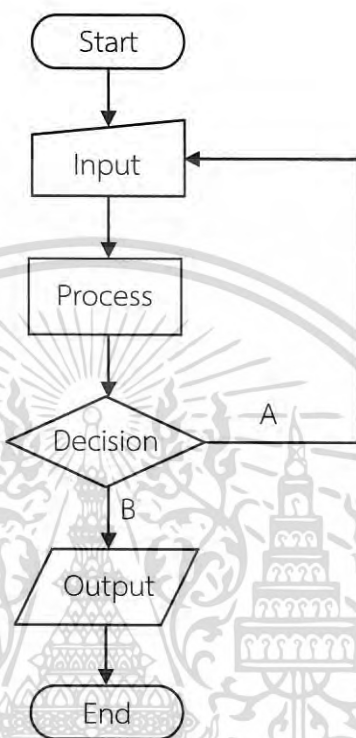 Start
Input
Process
Decision
A
B
Output
End